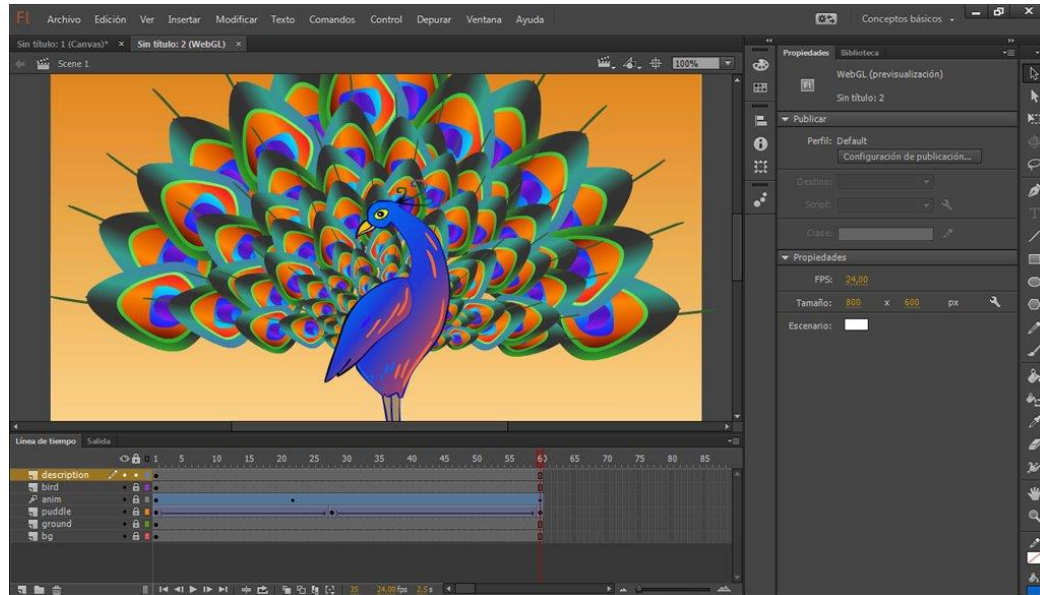 Fl Archivo Edición Ver Insertar Modificar Texto Comandos Control Depurar Ventana Ayuda Conceptos básicos
Sin título: 1 (Canvas)* × Sin título: 2 (WebGL) ×
Scene 1 100%
Propiedades Biblioteca
WebGL (previsualización)
Fl
Sin título: 2
Publicar
Perfil: Default
Configuración de publicación...
Destino:
Script:
Clase:
Propiedades
FPS: 24,00
Tamaño: 800 x 600 px
Escenario:
Línea de tiempo Salida
1 5 10 15 20 25 30 35 40 45 50 55 60 65 70 75 80 85
description
bird
anim
puddle
ground
bg
35 24,00 fps 2,5 s